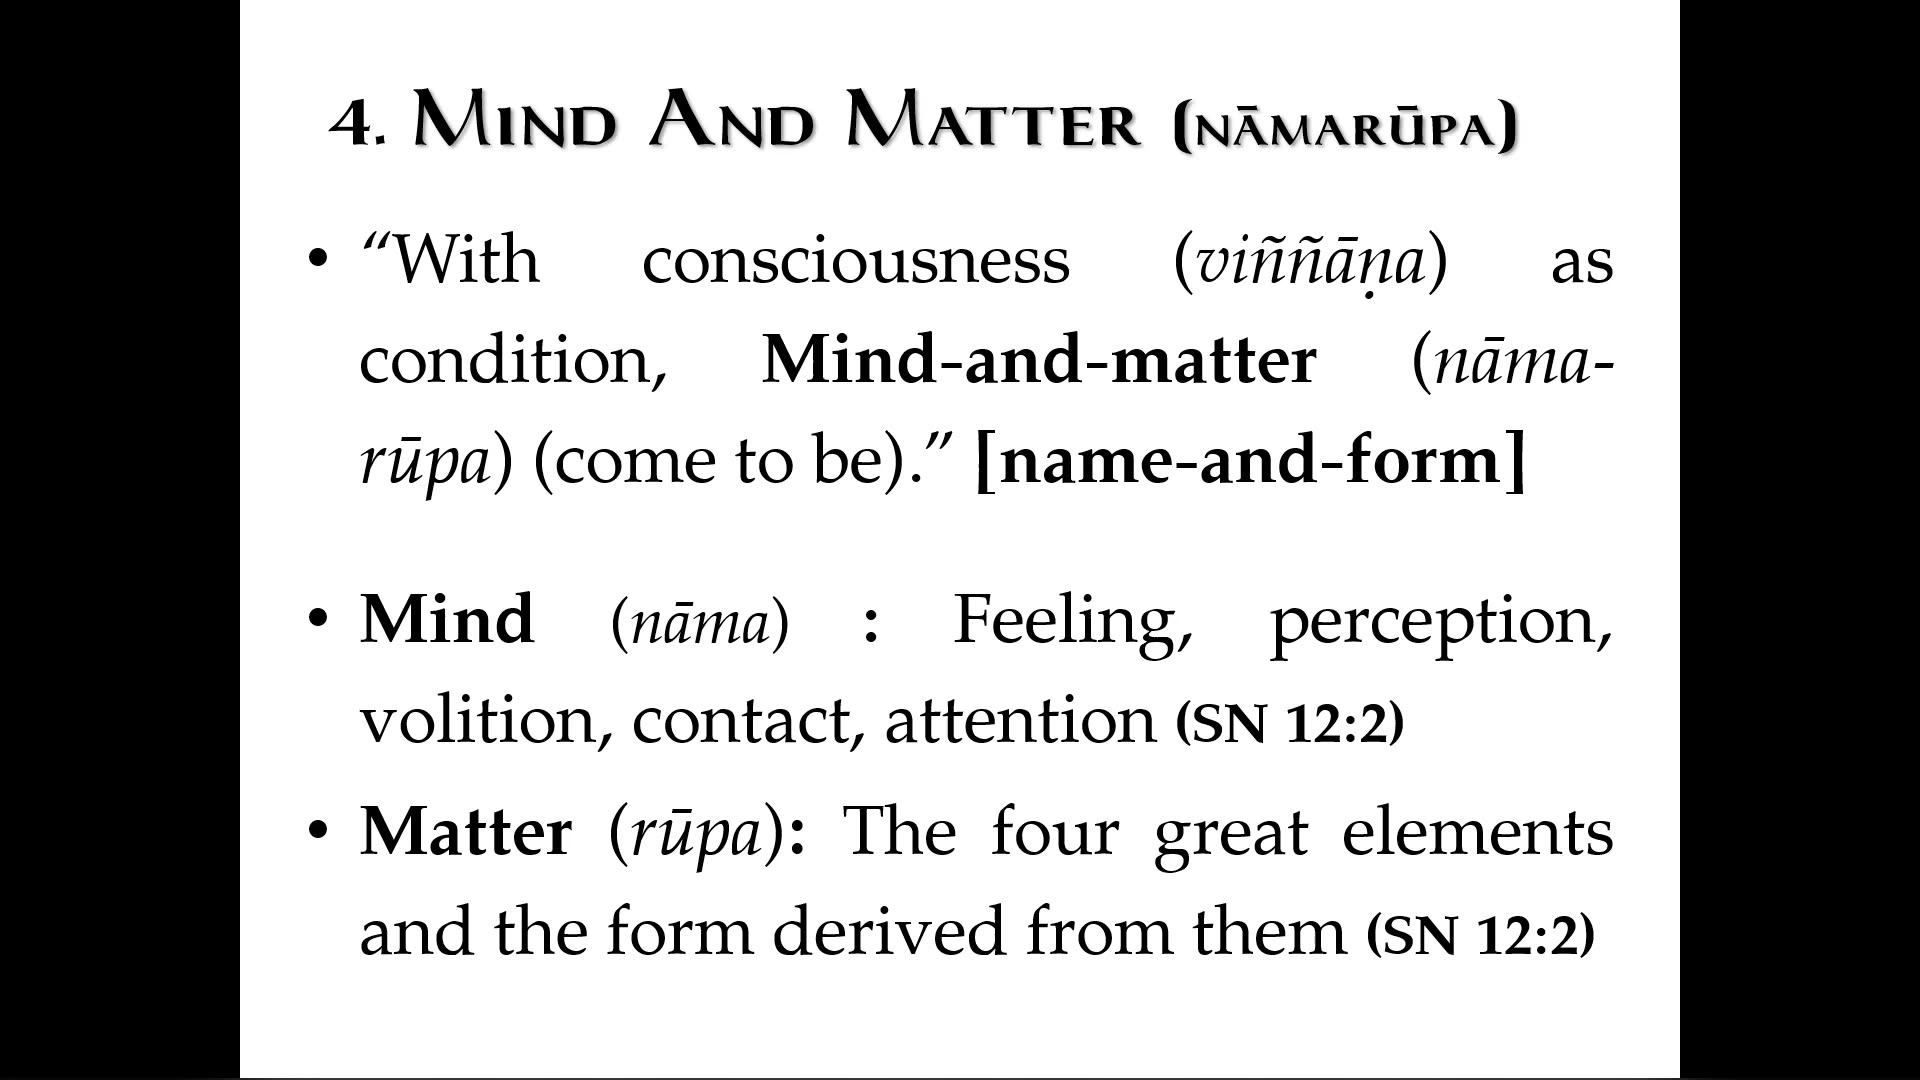 4. Mind And Matter (nāmarūpa)
• “With consciousness (viññāṇa) as
condition, Mind-and-matter (nāma-
rūpa) (come to be).” [name-and-form]
• Mind (nāma) : Feeling, perception,
volition, contact, attention (SN 12:2)
• Matter (rūpa): The four great elements
and the form derived from them (SN 12:2)